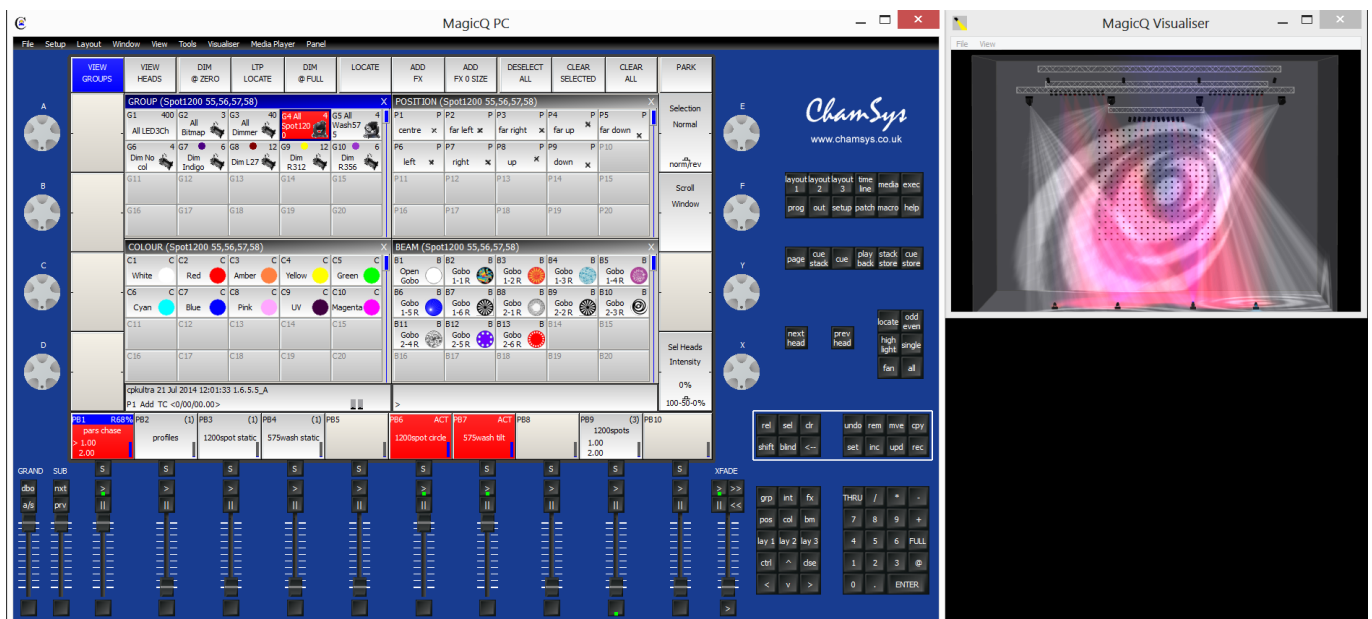 MagicQ PC
MagicQ Visualiser
File Setup Layout Window View Tools Visualiser Media Player Panel
File View
VIEW GROUPS
VIEW HEADS
DIM @ ZERO
LTP LOCATE
DIM @ FULL
LOCATE
ADD FX
ADD FX 0 SIZE
DESELECT ALL
CLEAR SELECTED
CLEAR ALL
PARK
GROUP (Spot1200 55,56,57,58) X
G1 400 All LED3Ch
G2 3 All Bitmap
G3 40 All Dimmer
G4 All 4 Spot120 0
G5 All 4 Wash57 5
G6 4 Dim No col
G7 6 Dim Indigo
G8 12 Dim L27
G9 12 Dim R312
G10 6 Dim R356
G11 G12 G13 G14 G15
G16 G17 G18 G19 G20
POSITION (Spot1200 55,56,57,58) X
P1 P centre
P2 P far left
P3 P far right
P4 P far up
P5 P far down
P6 P left
P7 P right
P8 P up
P9 P down
P10
P11 P12 P13 P14 P15
P16 P17 P18 P19 P20
Selection
Normal
norm/rev
Scroll
Window
COLOUR (Spot1200 55,56,57,58) X
C1 C White
C2 C Red
C3 C Amber
C4 C Yellow
C5 C Green
C6 C Cyan
C7 C Blue
C8 C Pink
C9 C UV
C10 C Magenta
C11 C12 C13 C14 C15
C16 C17 C18 C19 C20
BEAM (Spot1200 55,56,57,58) X
B1 B Open Gobo
B2 B Gobo 1-1 R
B3 B Gobo 1-2 R
B4 B Gobo 1-3 R
B5 B Gobo 1-4 R
B6 B Gobo 1-5 R
B7 B Gobo 1-6 R
B8 B Gobo 2-1 R
B9 B Gobo 2-2 R
B10 B Gobo 2-3 R
B11 B Gobo 2-4 R
B12 B Gobo 2-5 R
B13 B Gobo 2-6 R
B14 B15
B16 B17 B18 B19 B20
Sel Heads
Intensity
0%
100-50-0%
cpkultra 21 Jul 2014 12:01:33 1.6.5.5_A
P1 Add TC <0/00/00.00>
>
PB1 R68% pars chase > 1.00 2.00
PB2 (1) profiles
PB3 (1) 1200spot static
PB4 (1) 575wash static
PB5
PB6 ACT 1200spot circle
PB7 ACT 575wash tilt
PB8
PB9 (3) 1200spots 1.00 2.00
PB10
A
B
C
D
E
F
Y
X
ChamSys
www.chamsys.co.uk
layout 1 layout 2 layout 3 time line media exec
prog out setup patch macro help
page cue stack cue play back stack store cue store
next head prev head
locate odd even
high light single
fan all
rel sel clr undo rem mve cpy
shift blind <-- set inc upd rec
GRAND SUB
XFADE
dbo nxt
a/s prv
S S S S S S S S S S
> > > > > > > > > > > >>
II II II II II II II II II II II <<
>
grp int fx THRU / * -
pos col bm 7 8 9 +
lay 1 lay 2 lay 3 4 5 6 FULL
ctrl ^ clse 1 2 3 @
< v > 0 . ENTER